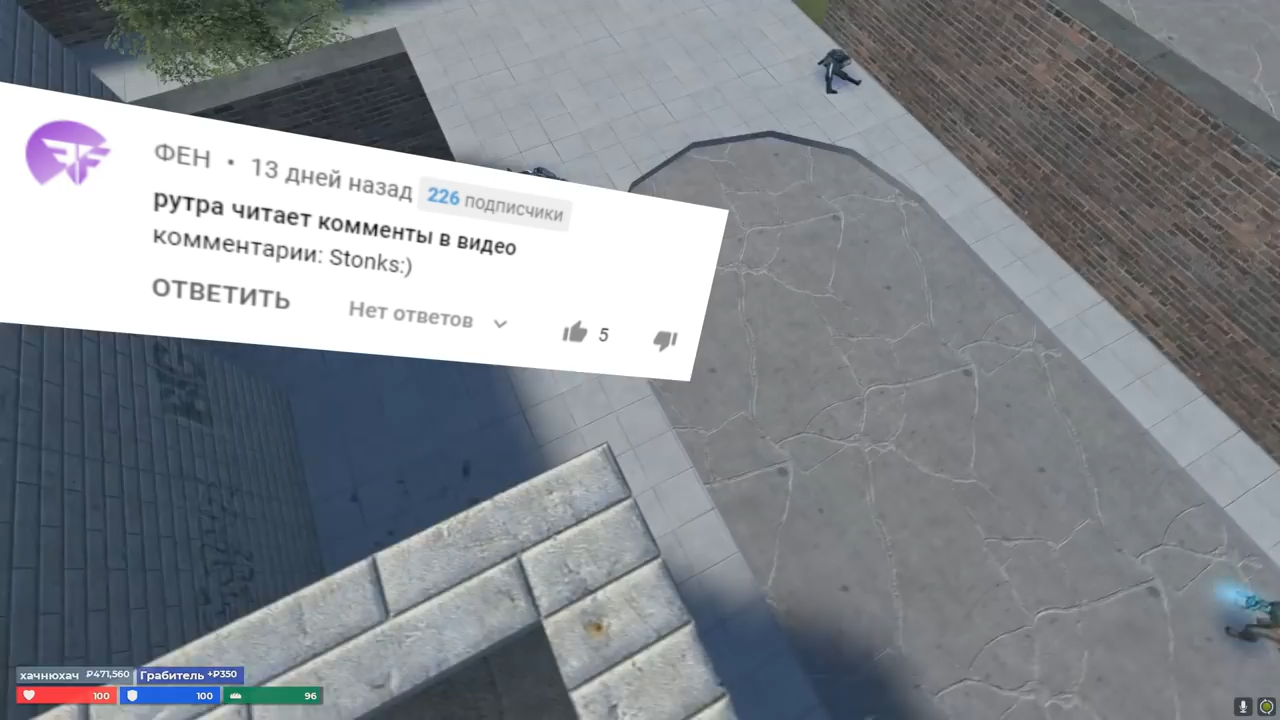 ФЕН • 13 дней назад 226 подписчики
рутра читает комменты в видео
комментарии: Stonks:)
ОТВЕТИТЬ Нет ответов 5
хачнюхач ₽471,560 Грабитель +₽350
100 100 96